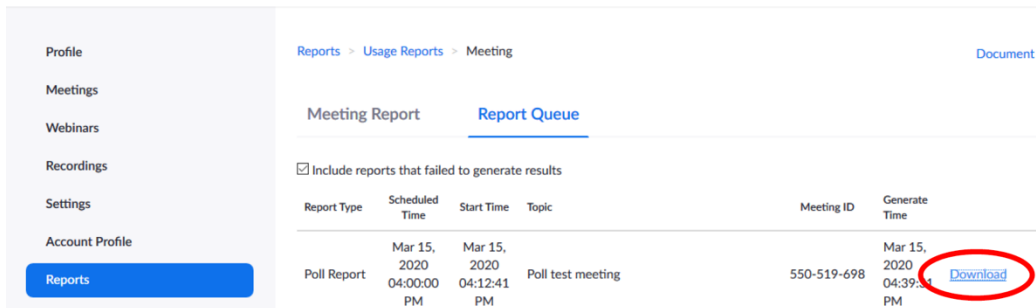 Profile
Meetings
Webinars
Recordings
Settings
Account Profile
Reports
Reports > Usage Reports > Meeting
Document
Meeting Report Report Queue
Include reports that failed to generate results
Report Type Scheduled Time Start Time Topic Meeting ID Generate Time
Poll Report Mar 15, 2020 04:00:00 PM Mar 15, 2020 04:12:41 PM Poll test meeting 550-519-698 Mar 15, 2020 04:39:31 PM Download